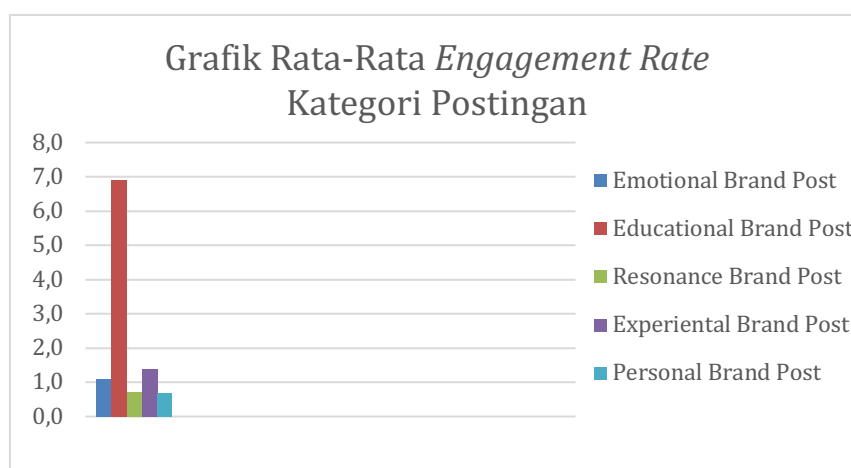 Grafik Rata-Rata Engagement Rate
Kategori Postingan
8,0
7,0
6,0
5,0
4,0
3,0
2,0
1,0
0,0
Emotional Brand Post
Educational Brand Post
Resonance Brand Post
Experiental Brand Post
Personal Brand Post